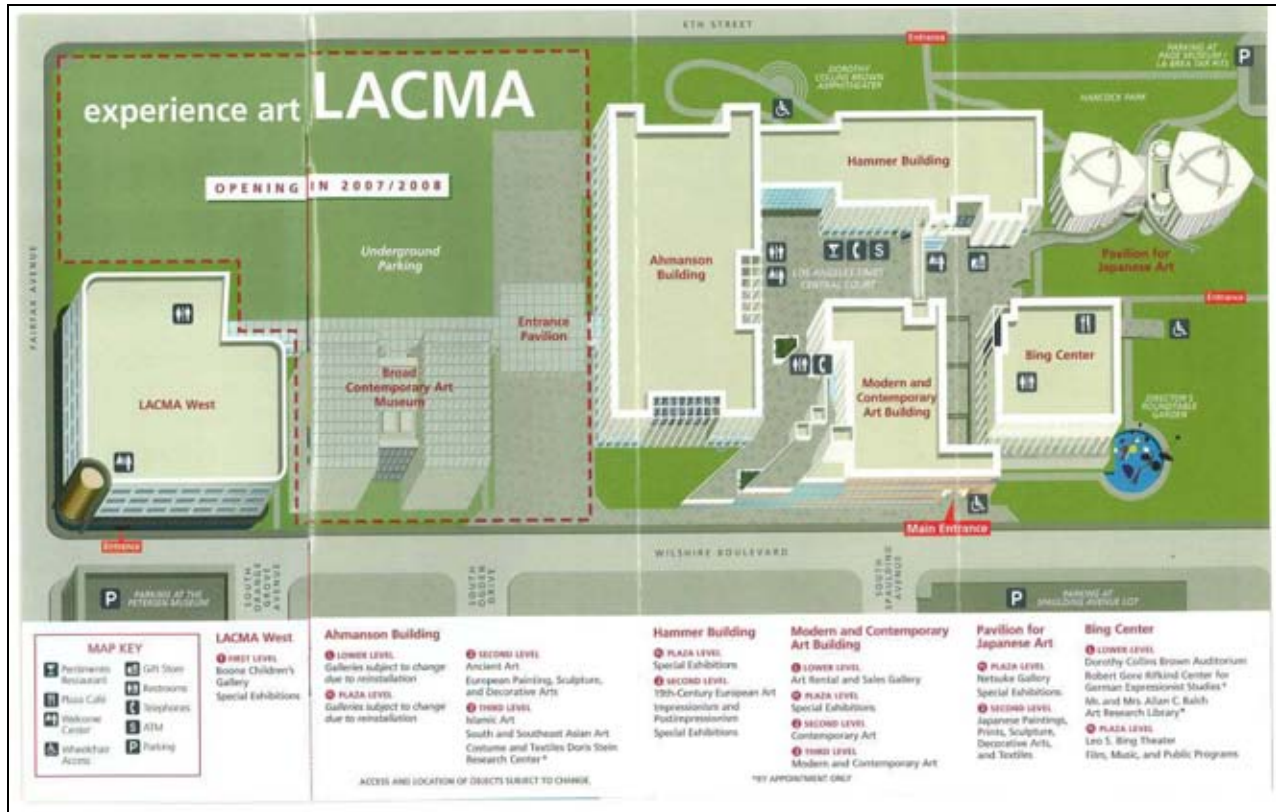 6TH STREET
Entrance
PARKING AT
PAGE MUSEUM /
LA BREA TAR PITS
P
DOROTHY
COLLINS BROWN
AMPHITHEATER
HANCOCK PARK
experience art LACMA
Hammer Building
OPENING IN 2007/2008
Underground
Parking
Ahmanson
Building
S
LOS ANGELES TIMES
CENTRAL COURT
Pavilion for
Japanese Art
FAIRFAX AVENUE
Entrance
Entrance
Pavilion
Bing Center
Broad
Contemporary Art
Museum
LACMA West
Modern and
Contemporary
Art Building
DIRECTOR'S
ROUNDTABLE
GARDEN
Main Entrance
Entrance
WILSHIRE BOULEVARD
SOUTH
ORANGE
GROVE
AVENUE
SOUTH
OGDEN
DRIVE
SOUTH
SPAULDING
AVENUE
P PARKING AT THE
PETERSEN MUSEUM
P PARKING AT
SPAULDING AVENUE LOT
MAP KEY
Pentimento
Restaurant
Plaza Café
Welcome
Center
Wheelchair
Access
Gift Store
Restrooms
Telephones
S ATM
P Parking
LACMA West
1 FIRST LEVEL
Boone Children's
Gallery
Special Exhibitions
Ahmanson Building
L LOWER LEVEL
Galleries subject to change
due to reinstallation
PLAZA LEVEL
Galleries subject to change
due to reinstallation
2 SECOND LEVEL
Ancient Art
European Painting, Sculpture,
and Decorative Arts
3 THIRD LEVEL
Islamic Art
South and Southeast Asian Art
Costume and Textiles Doris Stein
Research Center*
Hammer Building
PLAZA LEVEL
Special Exhibitions
2 SECOND LEVEL
19th-Century European Art
Impressionism and
Postimpressionism
Special Exhibitions
Modern and Contemporary
Art Building
L LOWER LEVEL
Art Rental and Sales Gallery
PLAZA LEVEL
Special Exhibitions
2 SECOND LEVEL
Contemporary Art
3 THIRD LEVEL
Modern and Contemporary Art
Pavilion for
Japanese Art
PLAZA LEVEL
Netsuke Gallery
Special Exhibitions
2 SECOND LEVEL
Japanese Paintings,
Prints, Sculpture,
Decorative Arts,
and Textiles
Bing Center
L LOWER LEVEL
Dorothy Collins Brown Auditorium
Robert Gore Rifkind Center for
German Expressionist Studies*
Mr. and Mrs. Allan C. Balch
Art Research Library*
PLAZA LEVEL
Leo S. Bing Theater
Films, Music, and Public Programs
ACCESS AND LOCATION OF OBJECTS SUBJECT TO CHANGE.
*BY APPOINTMENT ONLY